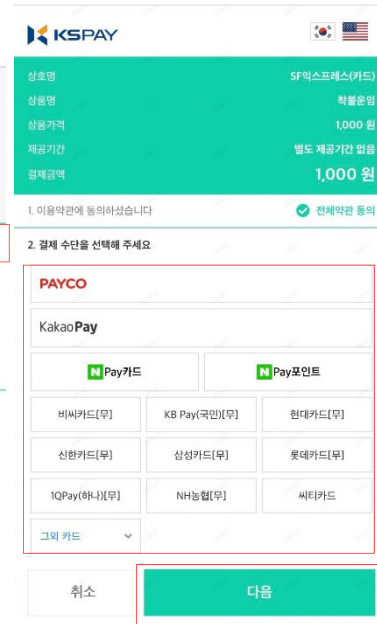 KSPAY
상호명 SF익스프레스(카드)
상품명 착불운임
상품가격 1,000 원
제공기간 별도 제공기간 없음
결제금액 1,000 원
1. 이용약관에 동의하셨습니다 전체약관 동의
2. 결제 수단을 선택해 주세요
PAYCO
KakaoPay
N Pay카드 N Pay포인트
비씨카드[무] KB Pay(국민)[무] 현대카드[무]
신한카드[무] 삼성카드[무] 롯데카드[무]
1QPay(하나)[무] NH농협[무] 씨티카드
그외 카드
취소 다음